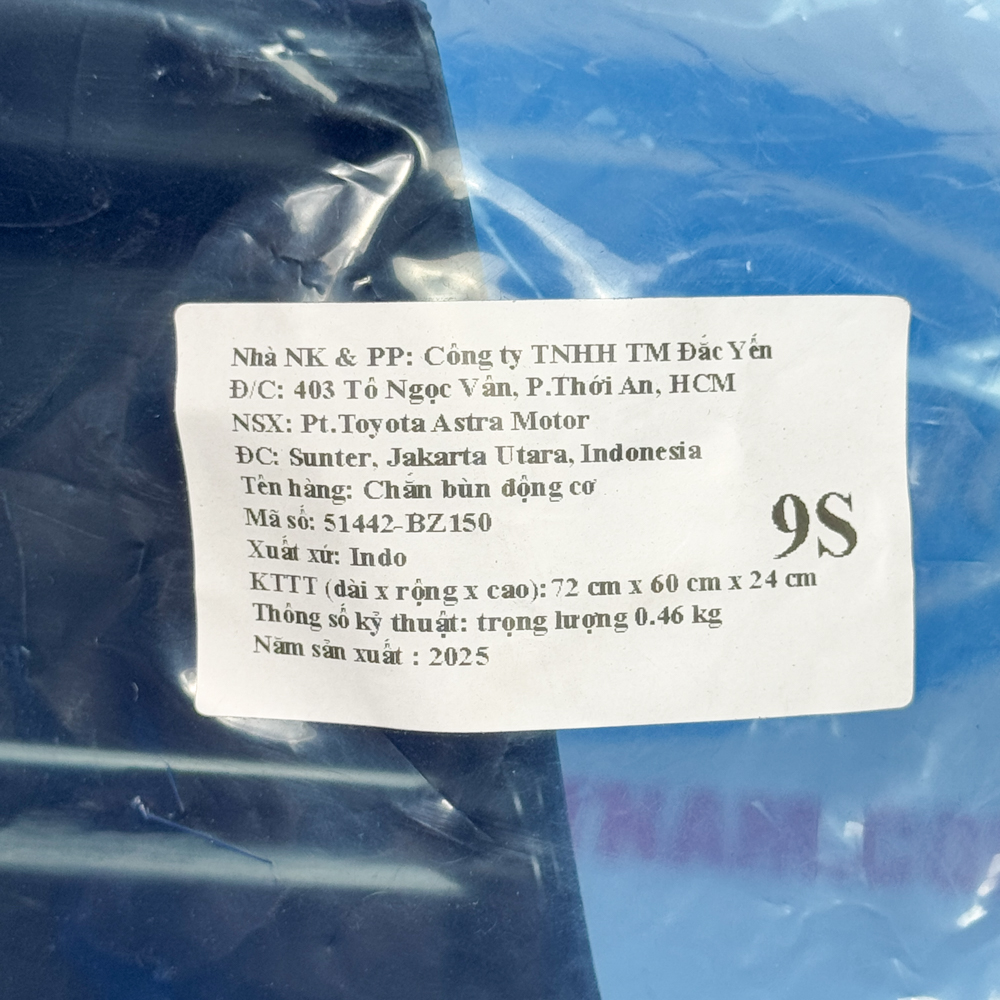 Nhà NK & PP: Công ty TNHH TM Đắc Yến
Đ/C: 403 Tô Ngọc Vân, P.Thới An, HCM
NSX: Pt.Toyota Astra Motor
ĐC: Sunter, Jakarta Utara, Indonesia
Tên hàng: Chắn bùn động cơ
Mã số: 51442-BZ150
9S
Xuất xứ: Indo
KTTT (dài x rộng x cao): 72 cm x 60 cm x 24 cm
Thông số kỷ thuật: trọng lượng 0.46 kg
Năm sản xuất : 2025